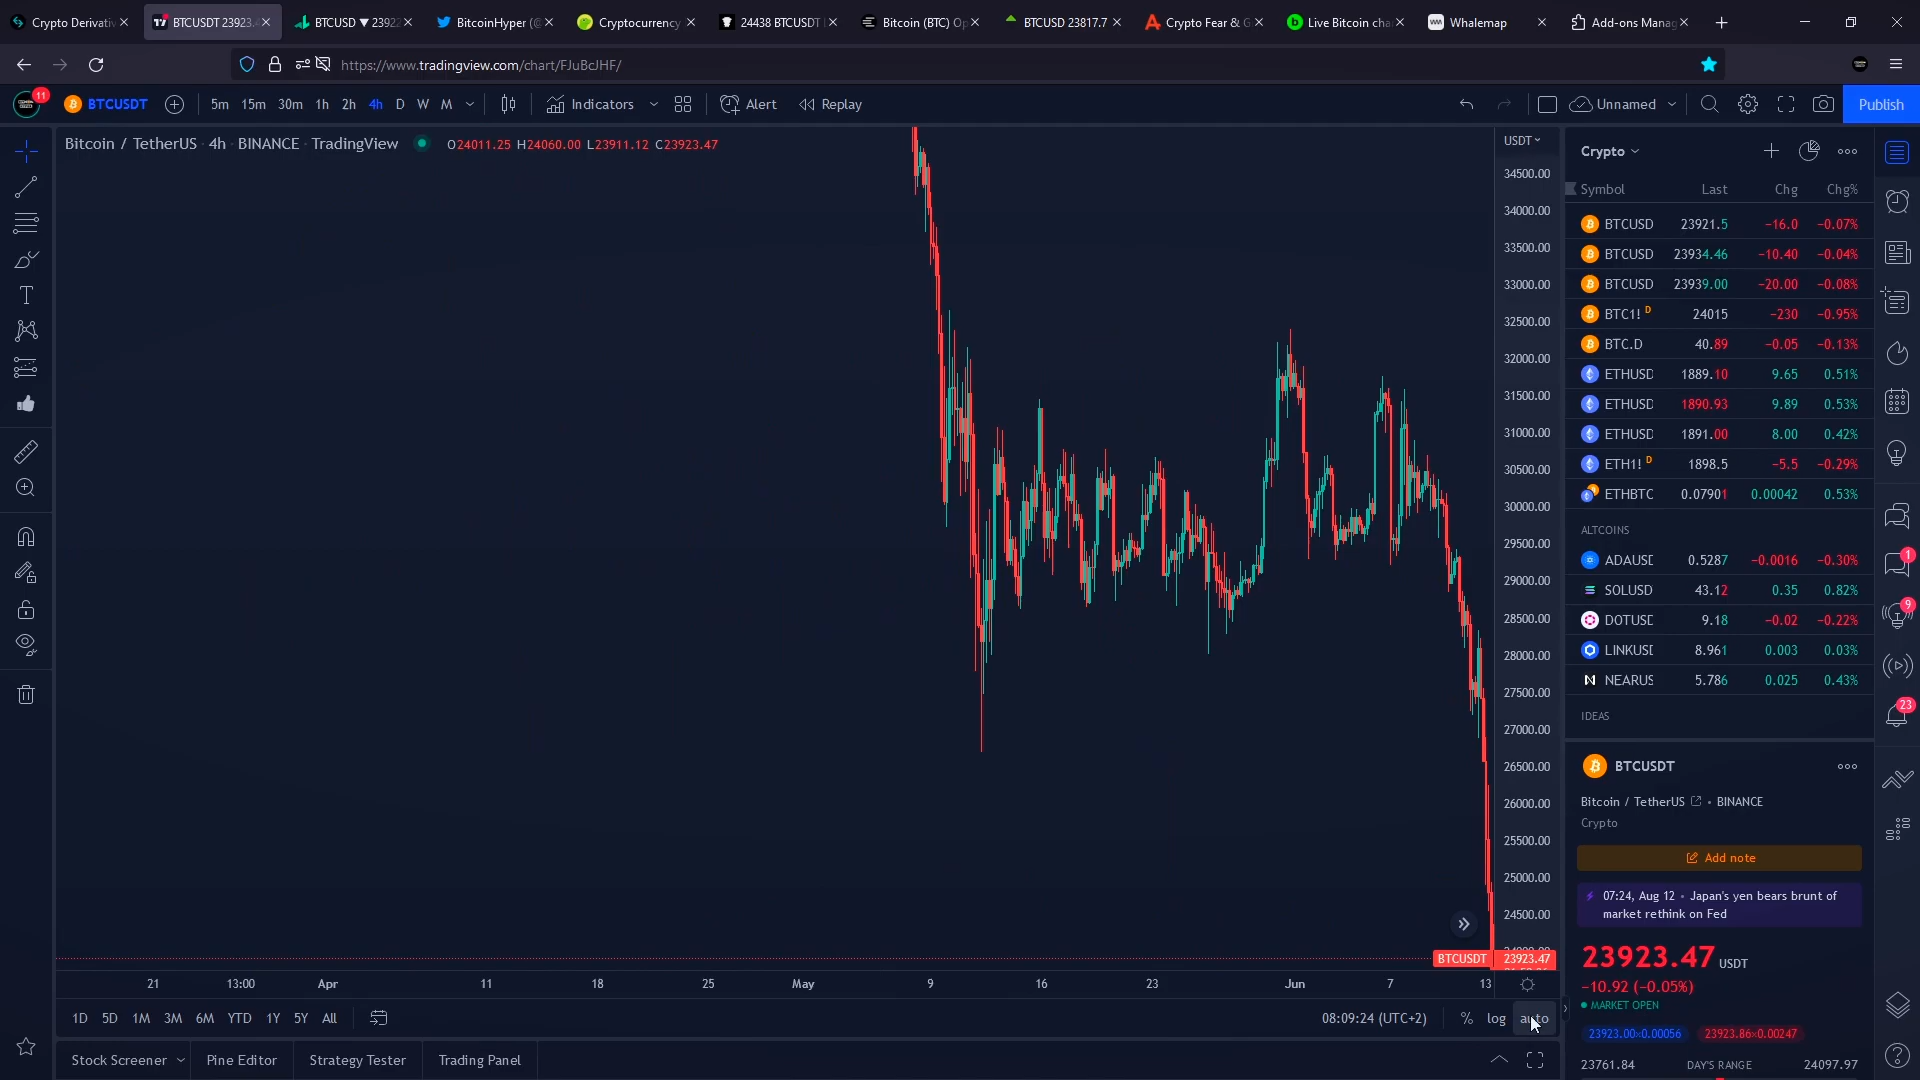 Crypto Derivativ
BTCUSDT 23923.4
BTCUSD ▼ 2392
BitcoinHyper (@
Cryptocurrency
24438 BTCUSDT
Bitcoin (BTC) Op
BTCUSD 23817.7
Crypto Fear & G
Live Bitcoin cha
Whalemap
Add-ons Manag
https://www.tradingview.com/chart/FJuBcJHF/
11
BTCUSDT
5m 15m 30m 1h 2h 4h D W M
Indicators
Alert
Replay
Unnamed
Publish
Bitcoin / TetherUS · 4h · BINANCE · TradingView
O24011.25 H24060.00 L23911.12 C23923.47
USDT
34500.00
34000.00
33500.00
33000.00
32500.00
32000.00
31500.00
31000.00
30500.00
30000.00
29500.00
29000.00
28500.00
28000.00
27500.00
27000.00
26500.00
26000.00
25500.00
25000.00
24500.00
BTCUSDT 23923.47
21 13:00 Apr 11 18 25 May 9 16 23 Jun 7 13
1D 5D 1M 3M 6M YTD 1Y 5Y All
08:09:24 (UTC+2)
% log auto
Stock Screener
Pine Editor
Strategy Tester
Trading Panel
Crypto
Symbol Last Chg Chg%
BTCUSD 23921.5 −16.0 −0.07%
BTCUSD 23934.46 −10.40 −0.04%
BTCUSD 23939.00 −20.00 −0.08%
BTC1! D 24015 −230 −0.95%
BTC.D 40.89 −0.05 −0.13%
ETHUSD 1889.10 9.65 0.51%
ETHUSD 1890.93 9.89 0.53%
ETHUSD 1891.00 8.00 0.42%
ETH1! D 1898.5 −5.5 −0.29%
ETHBTC 0.07901 0.00042 0.53%
ALTCOINS
ADAUSD 0.5287 −0.0016 −0.30%
SOLUSD 43.12 0.35 0.82%
DOTUSD 9.18 −0.02 −0.22%
LINKUSD 8.961 0.003 0.03%
NEARUS 5.786 0.025 0.43%
IDEAS
BTCUSDT
Bitcoin / TetherUS • BINANCE
Crypto
Add note
07:24, Aug 12 • Japan's yen bears brunt of
market rethink on Fed
23923.47 USDT
−10.92 (−0.05%)
MARKET OPEN
23923.00×0.00056 23923.86×0.00247
23761.84 DAY'S RANGE 24097.97
1
9
23